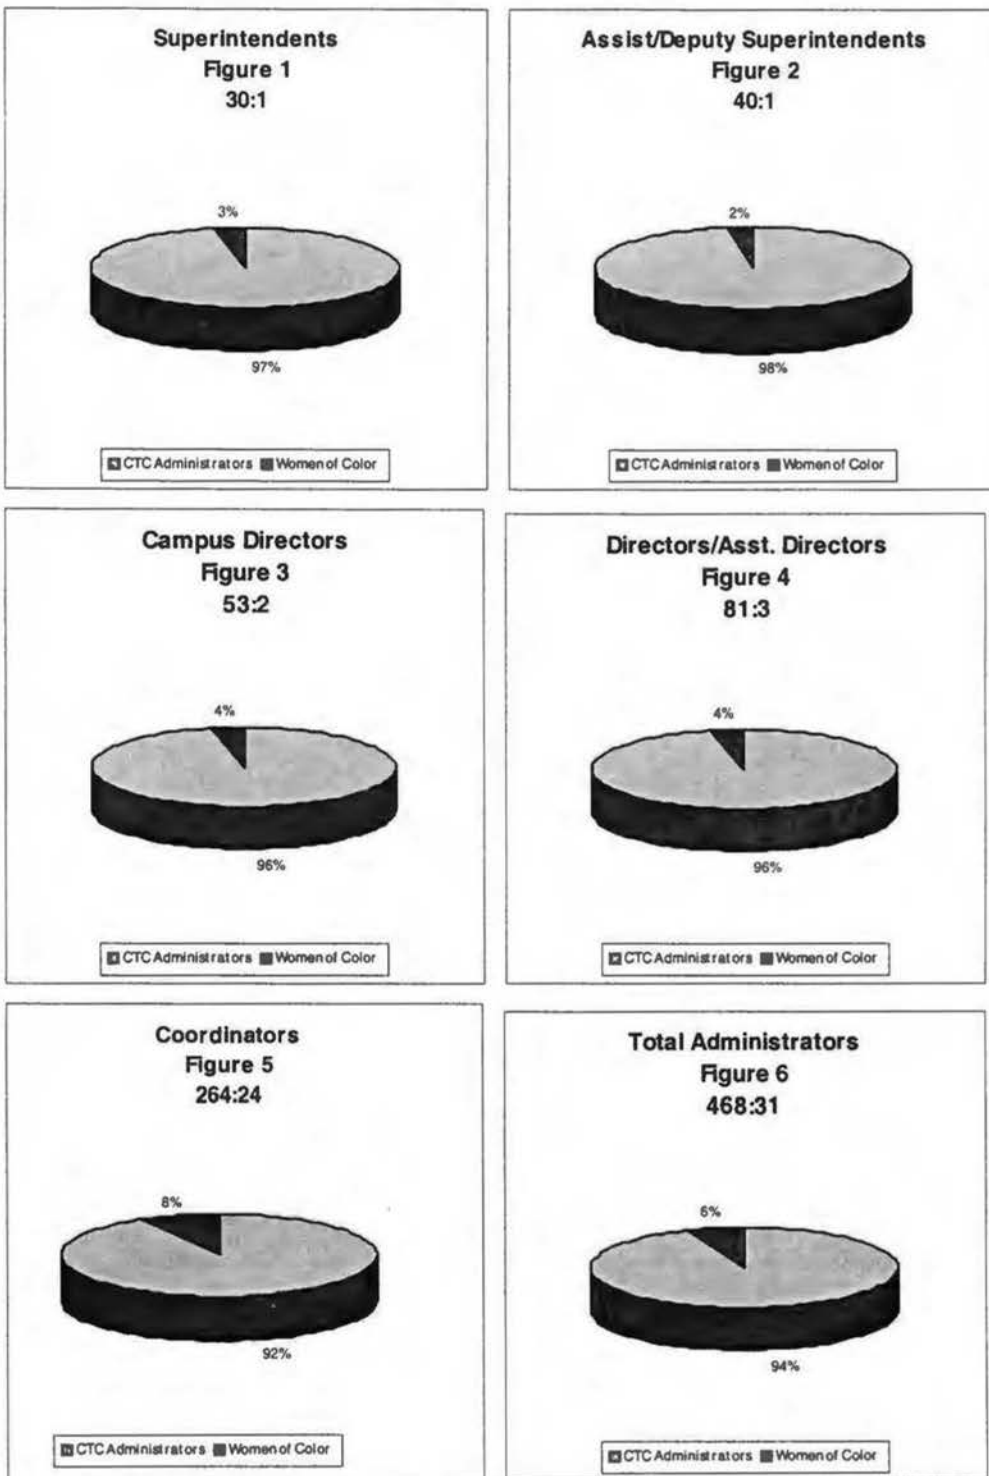 Superintendents
Figure 1
30:1
3%
97%
CTC Administrators Women of Color
Assist/Deputy Superintendents
Figure 2
40:1
2%
98%
CTC Administrators Women of Color
Campus Directors
Figure 3
53:2
4%
96%
CTC Administrators Women of Color
Directors/Asst. Directors
Figure 4
81:3
4%
96%
CTC Administrators Women of Color
Coordinators
Figure 5
264:24
8%
92%
CTC Administrators Women of Color
Total Administrators
Figure 6
468:31
6%
94%
CTC Administrators Women of Color